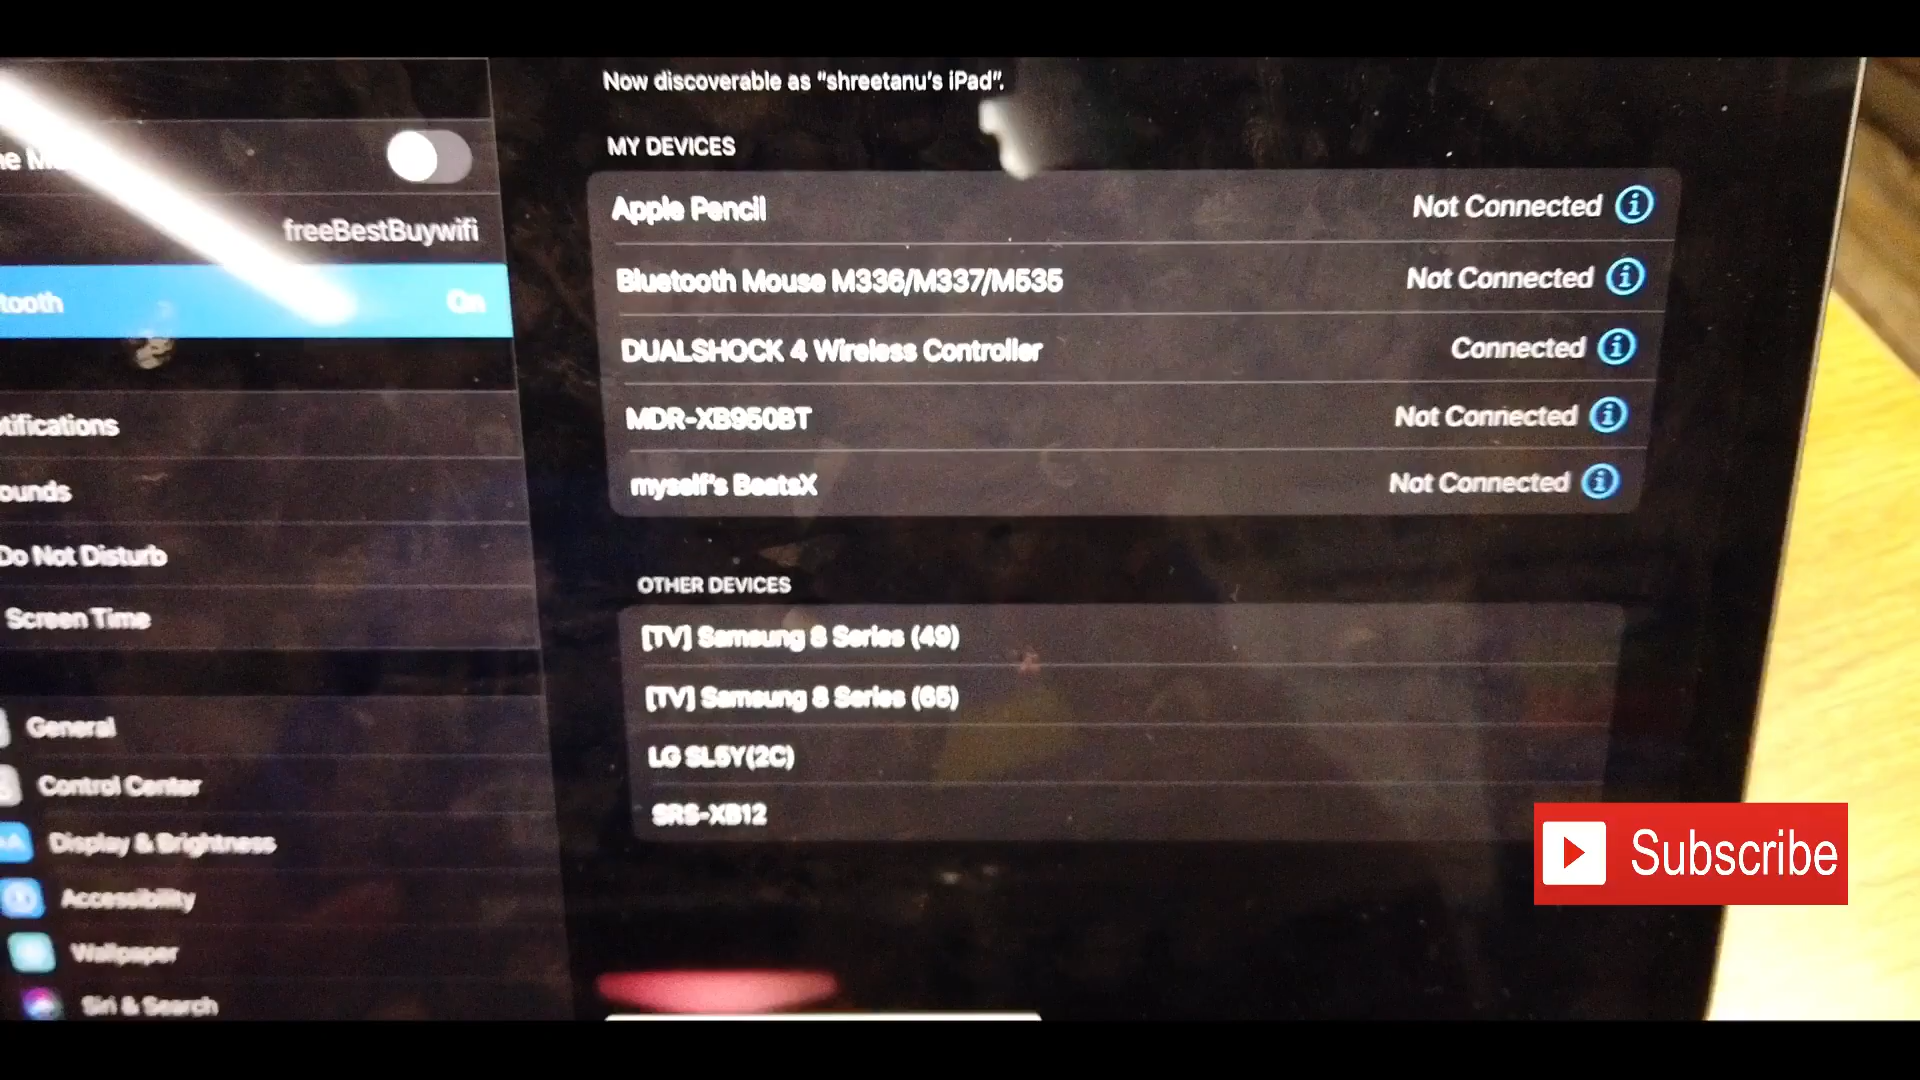 Now discoverable as “shreetanu’s iPad”.
MY DEVICES
Apple Pencil Not Connected
Bluetooth Mouse M336/M337/M535 Not Connected
DUALSHOCK 4 Wireless Controller Connected
MDR-XB950BT Not Connected
myself’s BeatsX Not Connected
OTHER DEVICES
[TV] Samsung 8 Series (49)
[TV] Samsung 8 Series (65)
LG SL5Y(2C)
SRS-XB12
freeBestBuywifi
tooth On
tifications
ounds
Do Not Disturb
Screen Time
General
Control Center
Display & Brightness
Accessibility
Wallpaper
Siri & Search
Subscribe